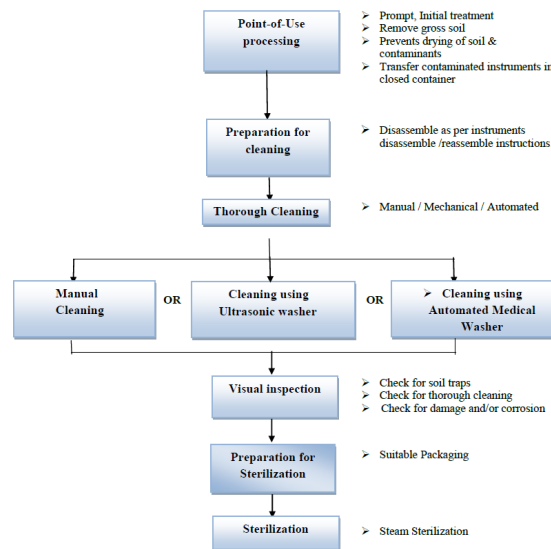 Point-of-Use
processing
➢ Prompt, Initial treatment
➢ Remove gross soil
➢ Prevents drying of soil &
contaminants
➢ Transfer contaminated instruments in
closed container
Preparation for
cleaning
➢ Disassemble as per instruments
disassemble /reassemble instructions
Thorough Cleaning
➢ Manual / Mechanical / Automated
Manual
Cleaning
OR
Cleaning using
Ultrasonic washer
OR
➢ Cleaning using
Automated Medical
Washer
Visual inspection
➢ Check for soil traps
➢ Check for thorough cleaning
➢ Check for damage and/or corrosion
Preparation for
Sterilization
➢ Suitable Packaging
Sterilization
➢ Steam Sterilization